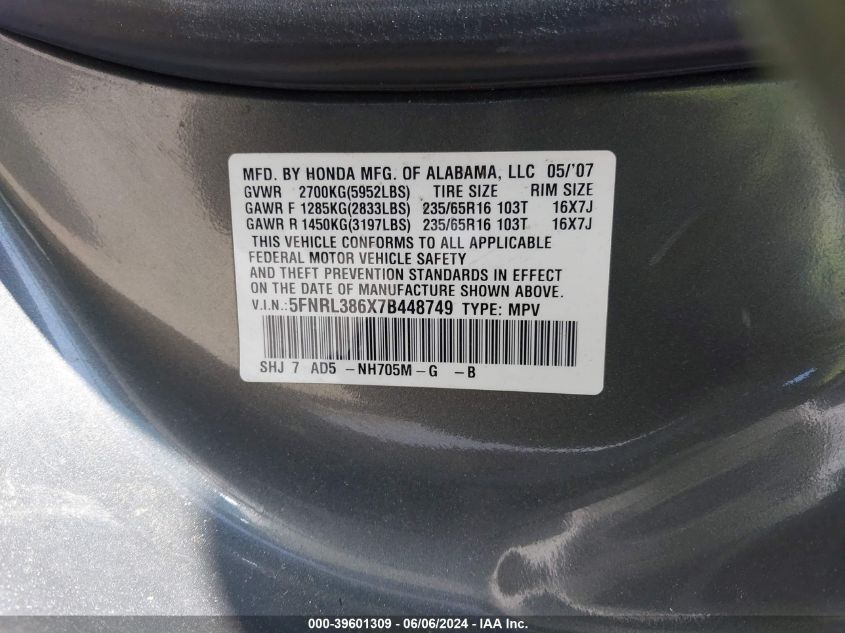 MFD. BY HONDA MFG. OF ALABAMA, LLC 05/'07
GVWR 2700KG(5952LBS) TIRE SIZE RIM SIZE
GAWR F 1285KG(2833LBS) 235/65R16 103T 16X7J
GAWR R 1450KG(3197LBS) 235/65R16 103T 16X7J
THIS VEHICLE CONFORMS TO ALL APPLICABLE
FEDERAL MOTOR VEHICLE SAFETY
AND THEFT PREVENTION STANDARDS IN EFFECT
ON THE DATE OF MANUFACTURE SHOWN ABOVE.
V.I.N.:5FNRL386X7B448749 TYPE: MPV
SHJ 7 AD5 -NH705M-G -B
000-39601309 - 06/06/2024 - IAA Inc.